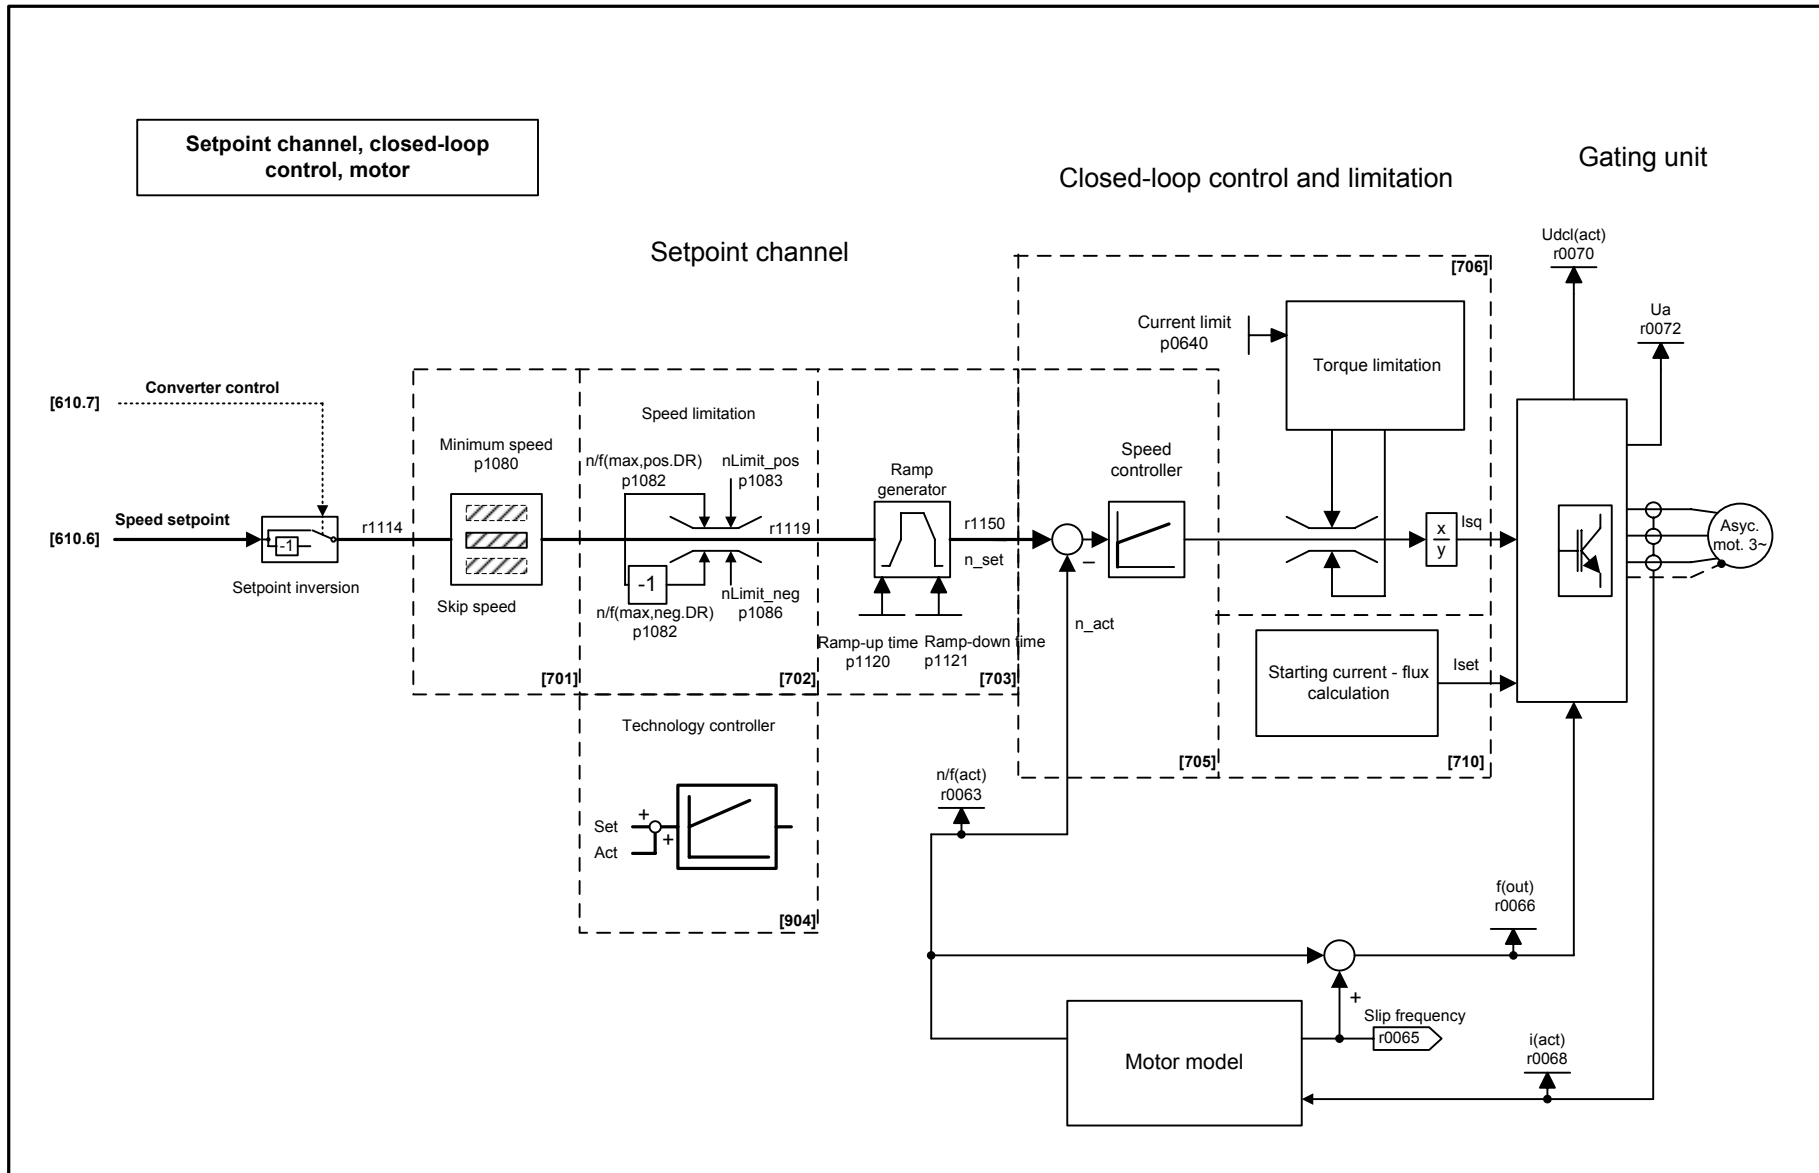 Setpoint channel, closed-loop
control, motor
Gating unit
Closed-loop control and limitation
Setpoint channel
Udcl(act)
r0070
[706]
Ua
r0072
Current limit
p0640
Torque limitation
[610.7]
Converter control
Speed limitation
Minimum speed
p1080
n/f(max,pos.DR)
p1082
nLimit_pos
p1083
Ramp
generator
Speed
controller
[610.6]
Speed setpoint
-1
r1114
r1119
r1150
n_set
–
x
y
Isq
Asyc.
mot. 3~
Setpoint inversion
Skip speed
-1
n/f(max,neg.DR)
p1082
nLimit_neg
p1086
Ramp-up time
p1120
Ramp-down time
p1121
n_act
[701]
[702]
[703]
Starting current - flux
calculation
Iset
[705]
[710]
Technology controller
Set
+
Act
+
[904]
n/f(act)
r0063
f(out)
r0066
+
Slip frequency
r0065
Motor model
i(act)
r0068